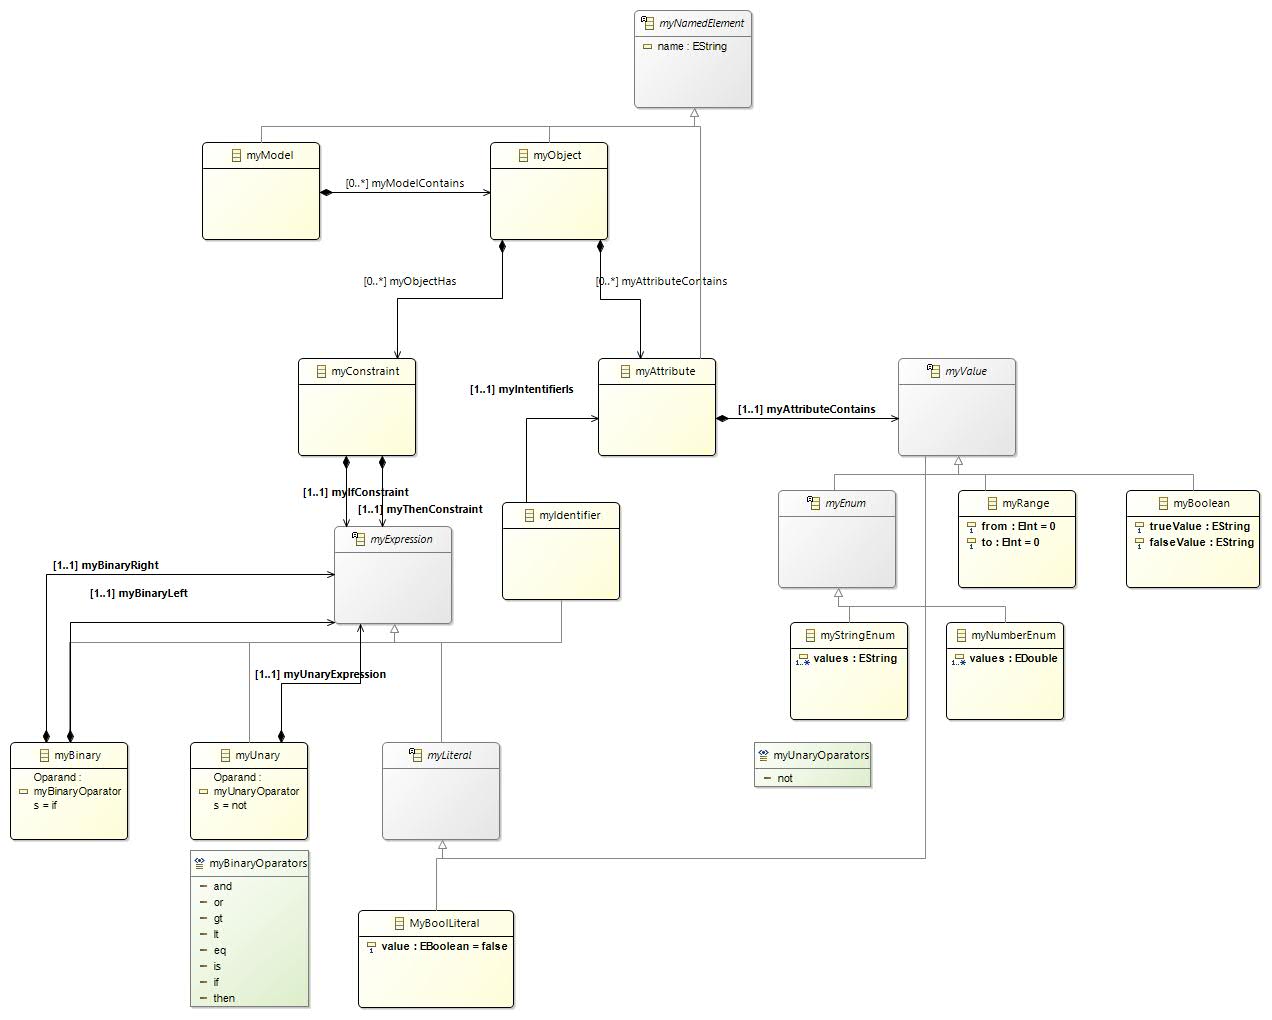 myNamedElement
name : EString
myModel
myObject
[0..*] myModelContains
[0..*] myObjectHas
[0..*] myAttributeContains
myConstraint
myAttribute
myValue
[1..1] myIntentifierIs
[1..1] myAttributeContains
[1..1] myIfConstraint
[1..1] myThenConstraint
myIdentifier
myEnum
myRange
from : EInt = 0
to : EInt = 0
myBoolean
trueValue : EString
falseValue : EString
myExpression
[1..1] myBinaryRight
[1..1] myBinaryLeft
myStringEnum
values : EString
1..*
myNumberEnum
values : EDouble
1..*
[1..1] myUnaryExpression
myBinary
Oparand :
myBinaryOperator
s = if
myUnary
Oparand :
myUnaryOperator
s = not
myLiteral
myUnaryOparators
not
myBinaryOparators
and
or
gt
lt
eq
is
if
then
MyBoolLiteral
value : EBoolean = false